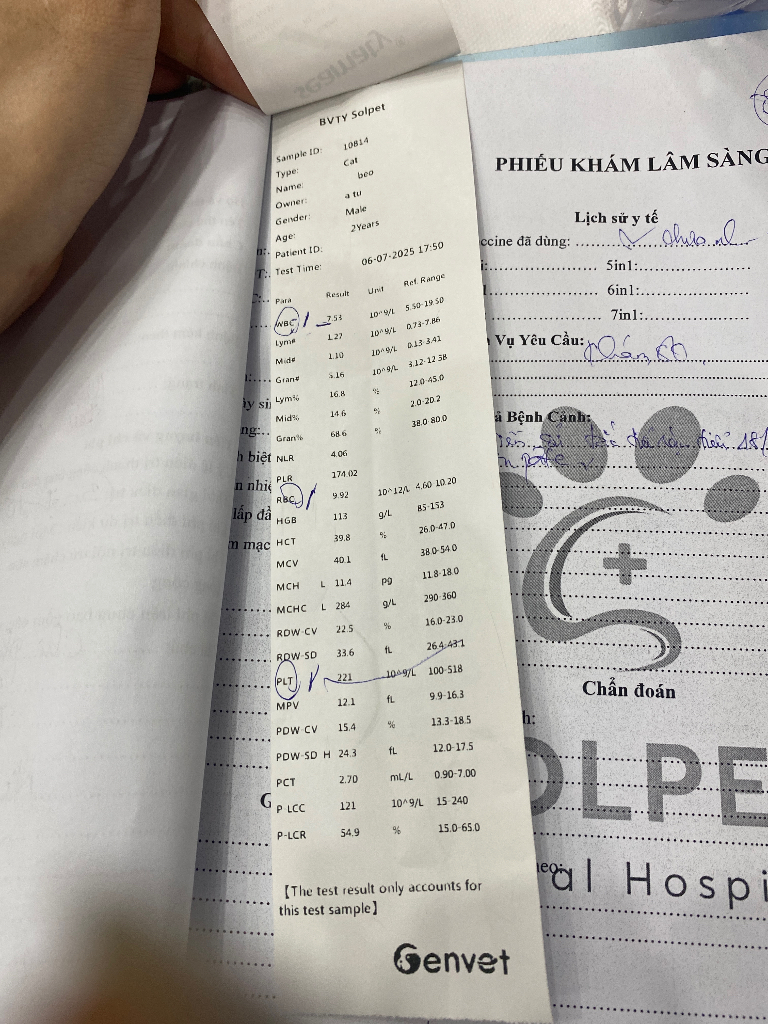 seamaty
BVTY Solpet
Sample ID: 10814
Type: Cat
Name: beo
Owner: a tu
Gender: Male
Age: 2Years
Patient ID:
Test Time: 06-07-2025 17:50
Para Result Unit Ref. Range
WBC 7.53 10^9/L 5.50-19.50
Lym# 1.27 10^9/L 0.73-7.86
Mid# 1.10 10^9/L 0.13-3.41
Gran# 5.16 10^9/L 3.12-12.58
Lym% 16.8 % 12.0-45.0
Mid% 14.6 % 2.0-20.2
Gran% 68.6 % 38.0-80.0
NLR 4.06
PLR 174.02
RBC 9.92 10^12/L 4.60-10.20
HGB 113 g/L 85-153
HCT 39.8 % 26.0-47.0
MCV 40.1 fL 38.0-54.0
MCH L 11.4 pg 11.8-18.0
MCHC L 284 g/L 290-360
RDW-CV 22.5 % 16.0-23.0
RDW-SD 33.6 fL 26.4-43.1
PLT 221 10^9/L 100-518
MPV 12.1 fL 9.9-16.3
PDW-CV 15.4 % 13.3-18.5
PDW-SD H 24.3 fL 12.0-17.5
PCT 2.70 mL/L 0.90-7.00
P-LCC 121 10^9/L 15-240
P-LCR 54.9 % 15.0-65.0
【The test result only accounts for
this test sample】
Genvet
PHIẾU KHÁM LÂM SÀNG
Lịch sử y tế
ccine đã dùng:
5in1:
6in1:
7in1:
Vụ Yêu Cầu:
ả Bệnh Cảnh:
Chẩn đoán
OLPE
al Hospi